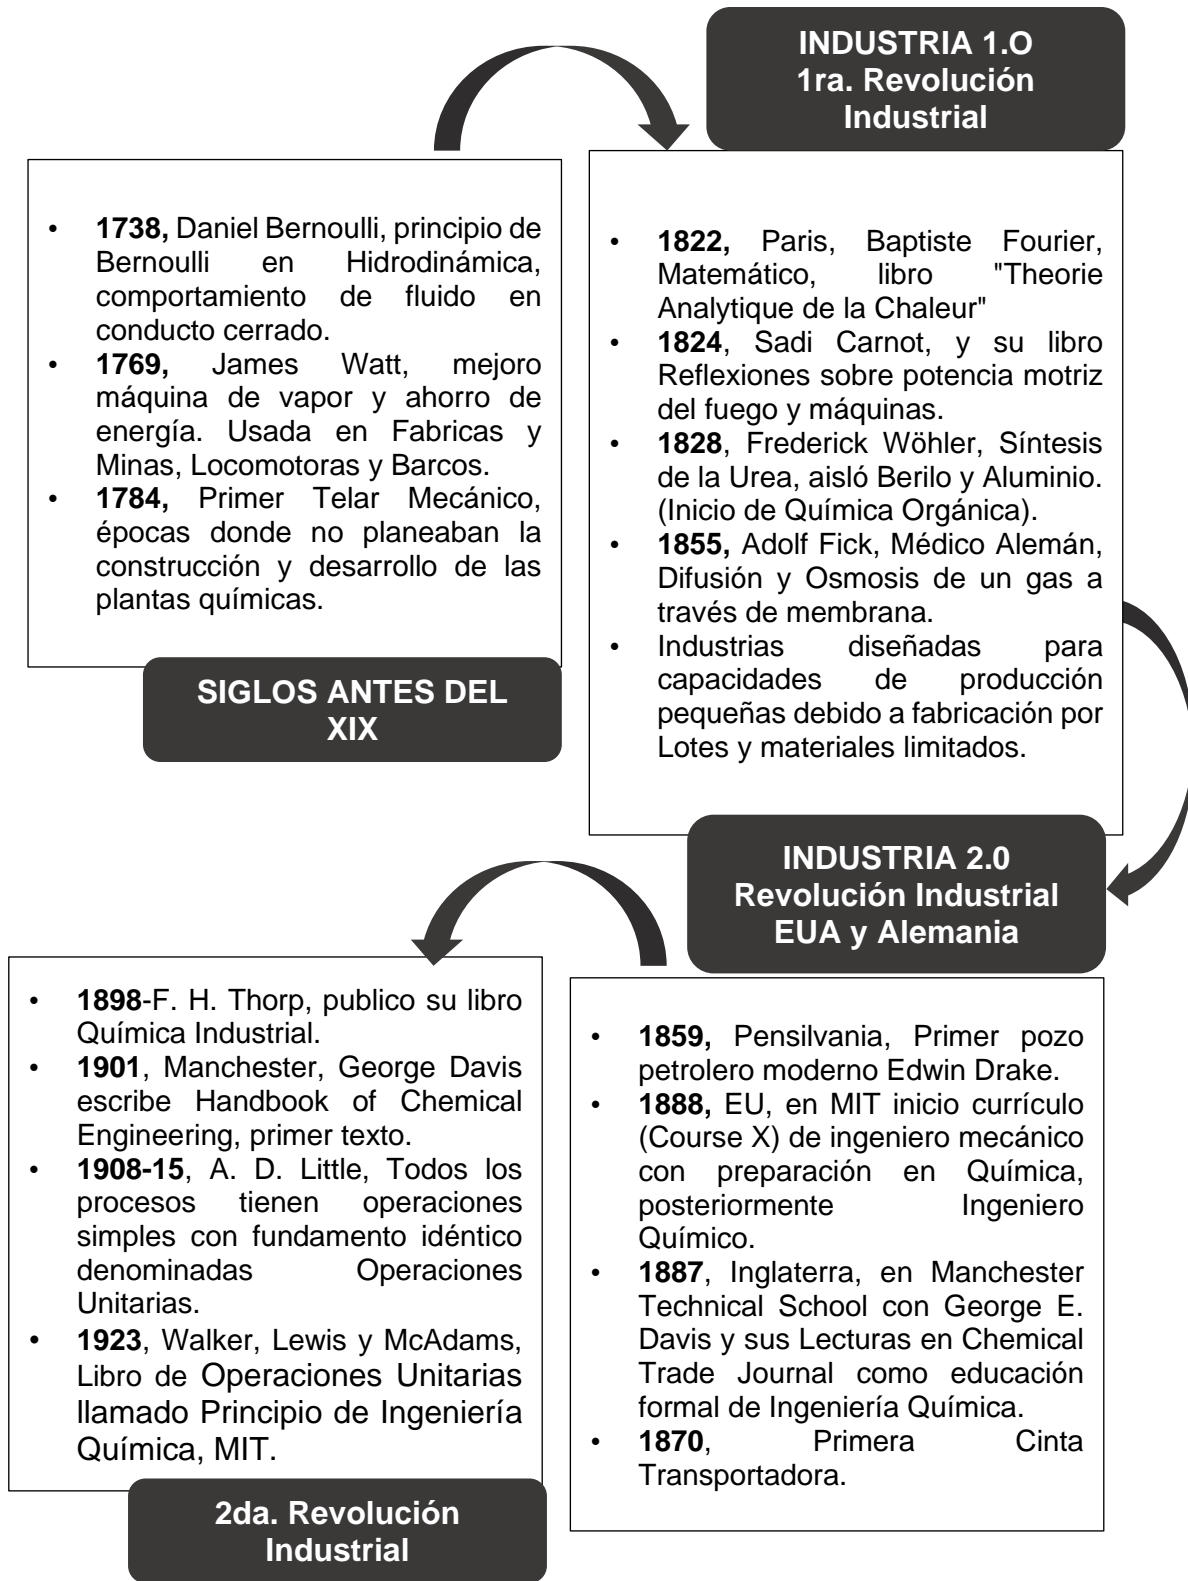 • 1738, Daniel Bernoulli, principio de
Bernoulli en Hidrodinámica,
comportamiento de fluido en
conducto cerrado.
• 1769, James Watt, mejoro
máquina de vapor y ahorro de
energía. Usada en Fabricas y
Minas, Locomotoras y Barcos.
• 1784, Primer Telar Mecánico,
épocas donde no planeaban la
construcción y desarrollo de las
plantas químicas.
SIGLOS ANTES DEL
XIX
INDUSTRIA 1.O
1ra. Revolución
Industrial
• 1822, Paris, Baptiste Fourier,
Matemático, libro "Theorie
Analytique de la Chaleur"
• 1824, Sadi Carnot, y su libro
Reflexiones sobre potencia motriz
del fuego y máquinas.
• 1828, Frederick Wöhler, Síntesis
de la Urea, aisló Berilo y Aluminio.
(Inicio de Química Orgánica).
• 1855, Adolf Fick, Médico Alemán,
Difusión y Osmosis de un gas a
través de membrana.
• Industrias diseñadas para
capacidades de producción
pequeñas debido a fabricación por
Lotes y materiales limitados.
INDUSTRIA 2.0
Revolución Industrial
EUA y Alemania
• 1859, Pensilvania, Primer pozo
petrolero moderno Edwin Drake.
• 1888, EU, en MIT inicio currículo
(Course X) de ingeniero mecánico
con preparación en Química,
posteriormente Ingeniero
Químico.
• 1887, Inglaterra, en Manchester
Technical School con George E.
Davis y sus Lecturas en Chemical
Trade Journal como educación
formal de Ingeniería Química.
• 1870, Primera Cinta
Transportadora.
• 1898-F. H. Thorp, publico su libro
Química Industrial.
• 1901, Manchester, George Davis
escribe Handbook of Chemical
Engineering, primer texto.
• 1908-15, A. D. Little, Todos los
procesos tienen operaciones
simples con fundamento idéntico
denominadas Operaciones
Unitarias.
• 1923, Walker, Lewis y McAdams,
Libro de Operaciones Unitarias
llamado Principio de Ingeniería
Química, MIT.
2da. Revolución
Industrial